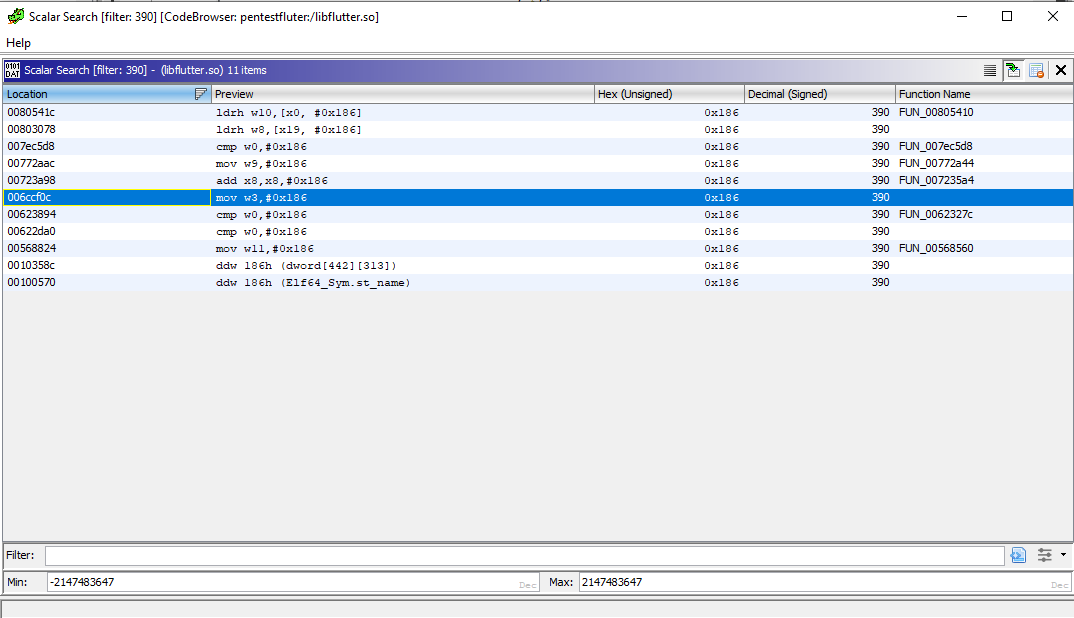 Scalar Search [filter: 390] [CodeBrowser: pentestfluter:/libflutter.so]
Help
0101 DAT Scalar Search [filter: 390] - (libflutter.so) 11 items
Location Preview Hex (Unsigned) Decimal (Signed) Function Name
0080541c ldrh w10,[x0, #0x186] 0x186 390 FUN_00805410
00803078 ldrh w8,[x19, #0x186] 0x186 390
007ec5d8 cmp w0,#0x186 0x186 390 FUN_007ec5d8
00772aac mov w9,#0x186 0x186 390 FUN_00772a44
00723a98 add x8,x8,#0x186 0x186 390 FUN_007235a4
006ccf0c mov w3,#0x186 0x186 390
00623894 cmp w0,#0x186 0x186 390 FUN_0062327c
00622da0 cmp w0,#0x186 0x186 390
00568824 mov w11,#0x186 0x186 390 FUN_00568560
0010358c ddw 186h (dword[442][313]) 0x186 390
00100570 ddw 186h (Elf64_Sym.st_name) 0x186 390
Filter:
Min: -2147483647 Dec Max: 2147483647 Dec